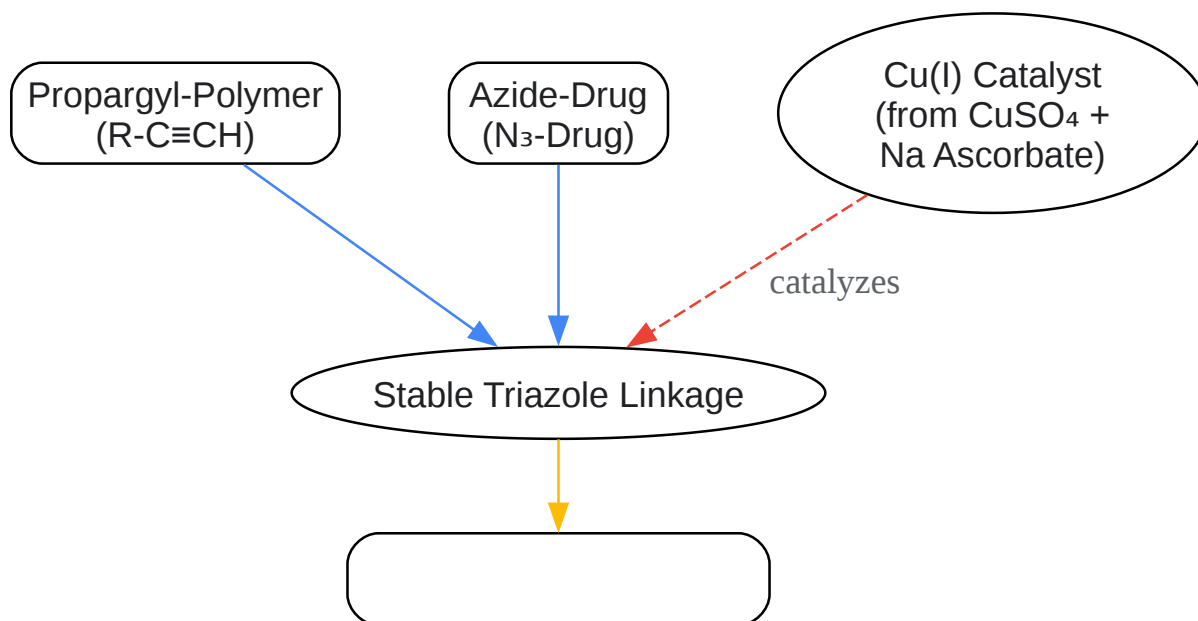 Propargyl-Polymer
(R-C≡CH)
Azide-Drug
(N₃-Drug)
Cu(I) Catalyst
(from CuSO₄ +
Na Ascorbate)
catalyzes
Stable Triazole Linkage